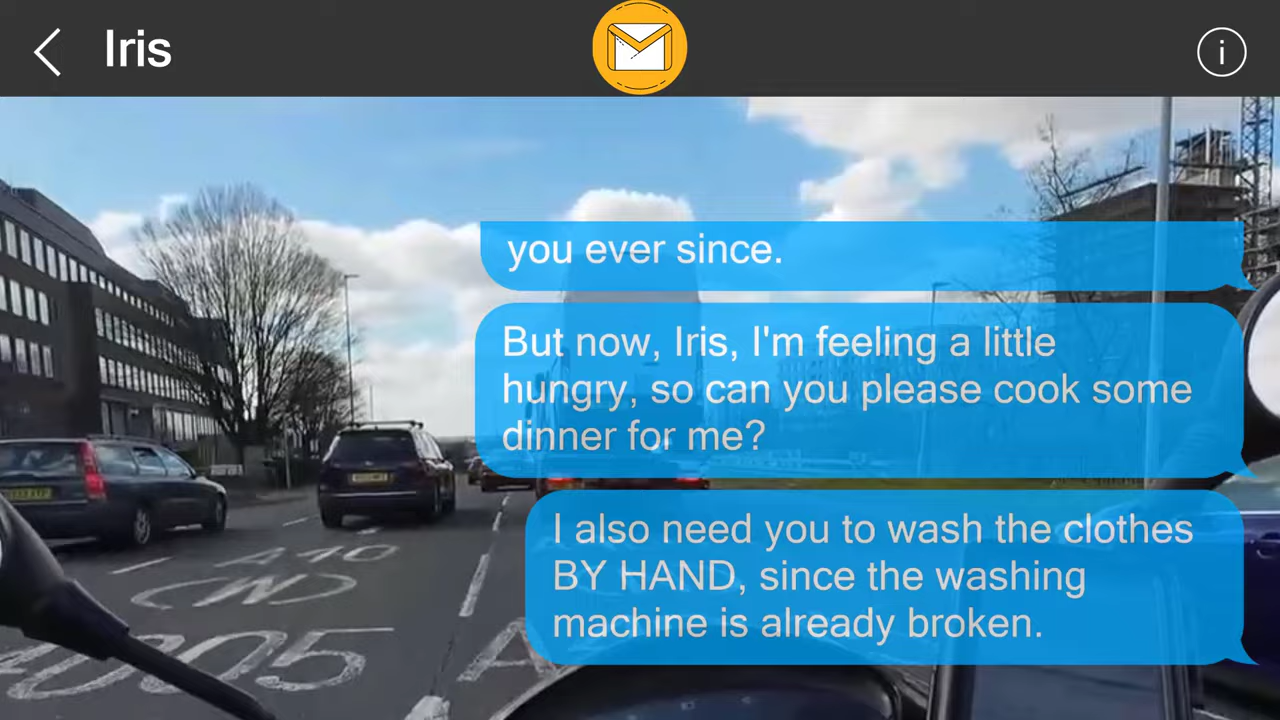 Iris
i
you ever since.
But now, Iris, I'm feeling a little
hungry, so can you please cook some
dinner for me?
I also need you to wash the clothes
BY HAND, since the washing
machine is already broken.
A10
(N)